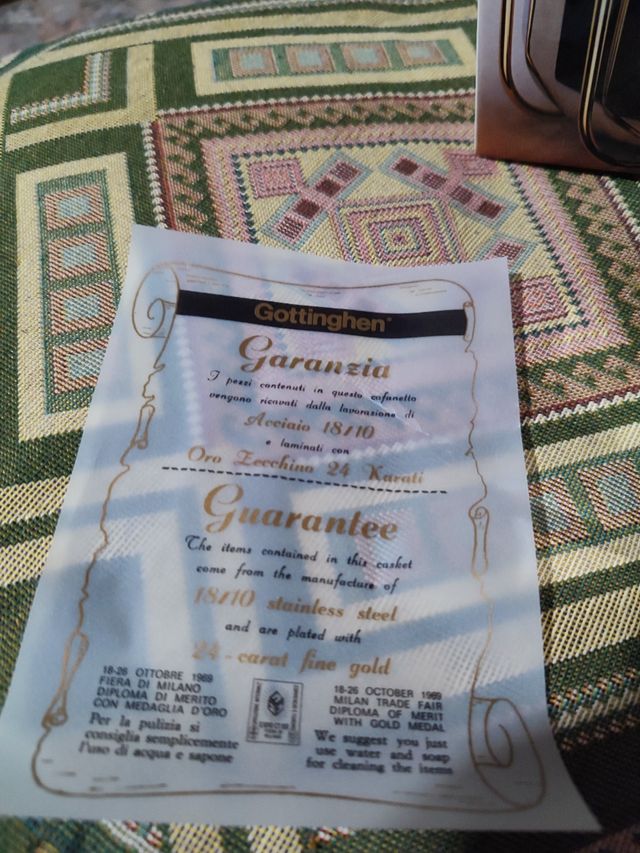 Gottinghen®
Garanzia
I pezzi contenuti in questo cofanetto
vengono ricavati dalla lavorazione di
Acciaio 18/10
e laminati con
Oro Zecchino 24 Karati
Guarantee
The items contained in this casket
come from the manufacture of
18/10 stainless steel
and are plated with
24-carat fine gold
18-26 OTTOBRE 1969
FIERA DI MILANO
DIPLOMA DI MERITO
CON MEDAGLIA D'ORO
Per la pulizia si
consiglia semplicemente
l'uso di acqua e sapone
18-26 OCTOBER 1969
MILAN TRADE FAIR
DIPLOMA OF MERIT
WITH GOLD MEDAL
We suggest you just
use water and soap
for cleaning the items